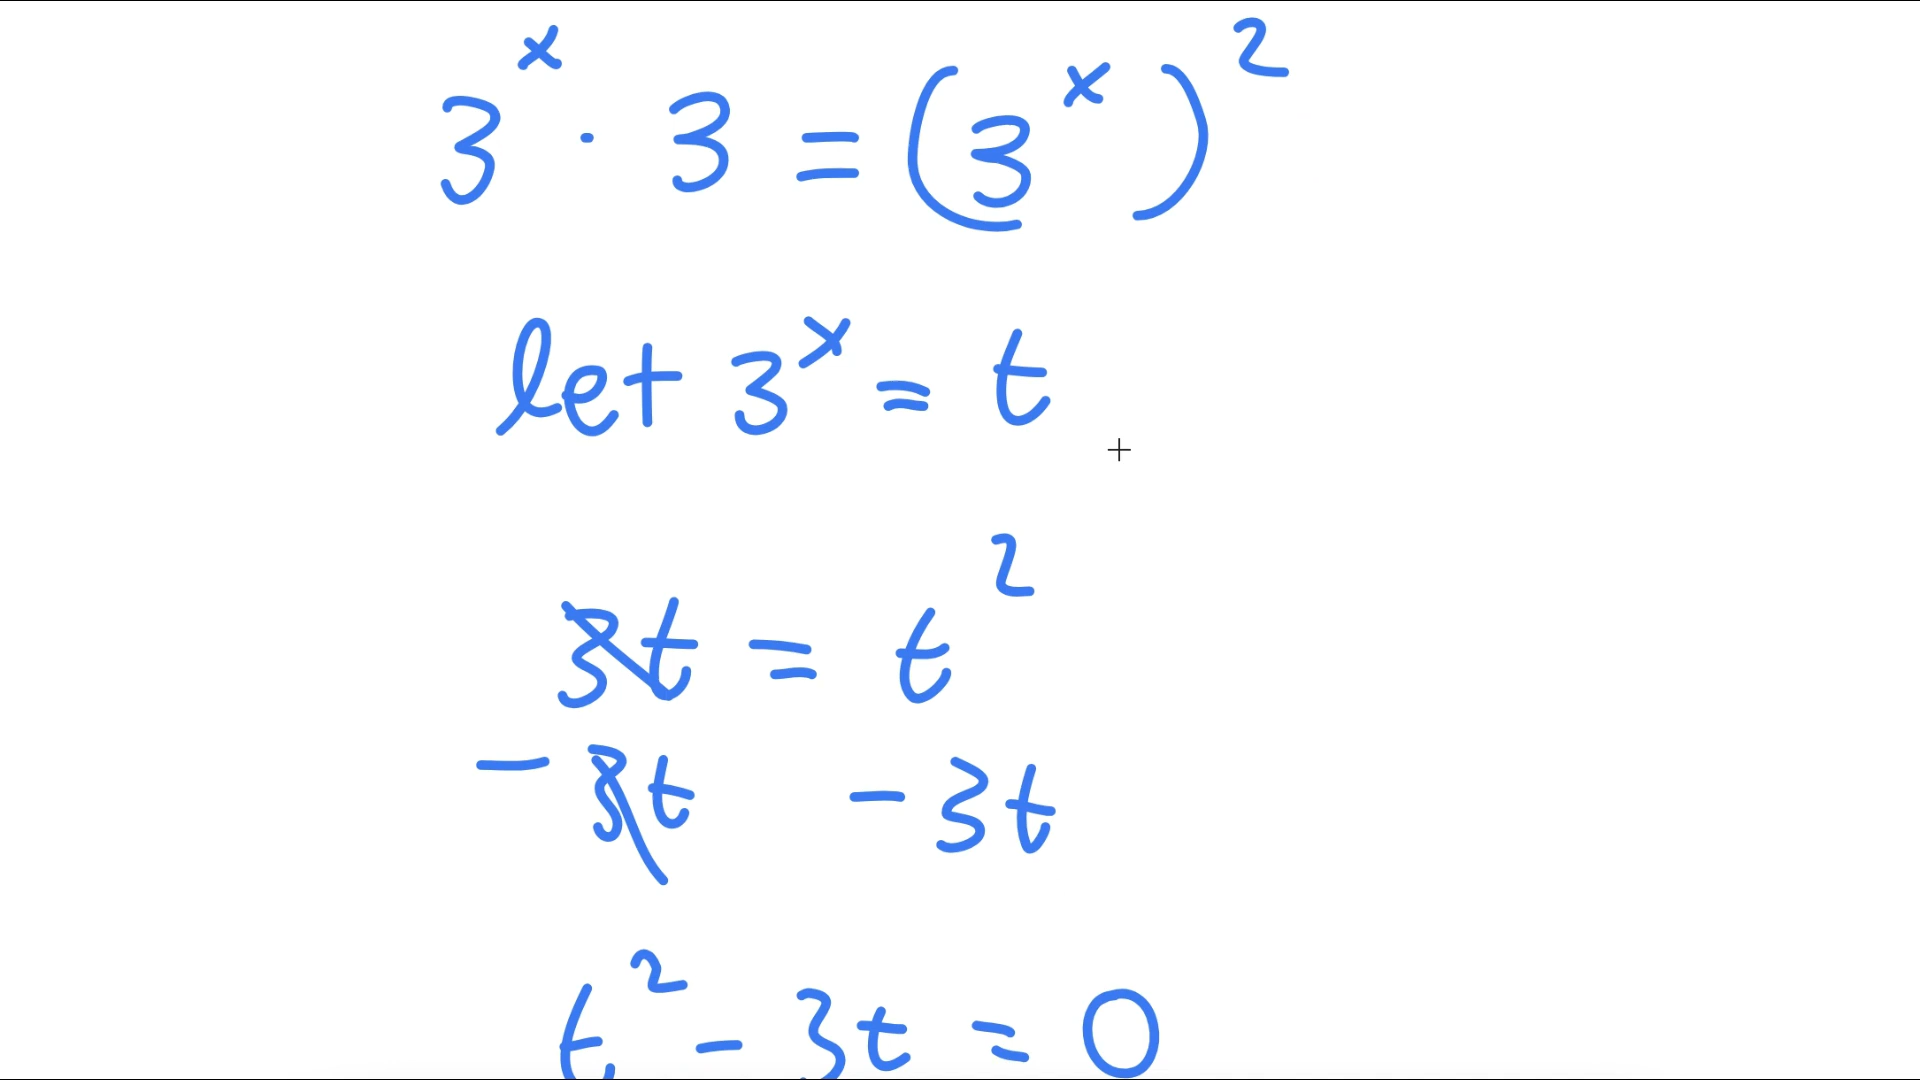 3^x · 3 = (3^x)^2
let 3^x = t
3t = t^2
- 3t - 3t
t^2 - 3t = 0